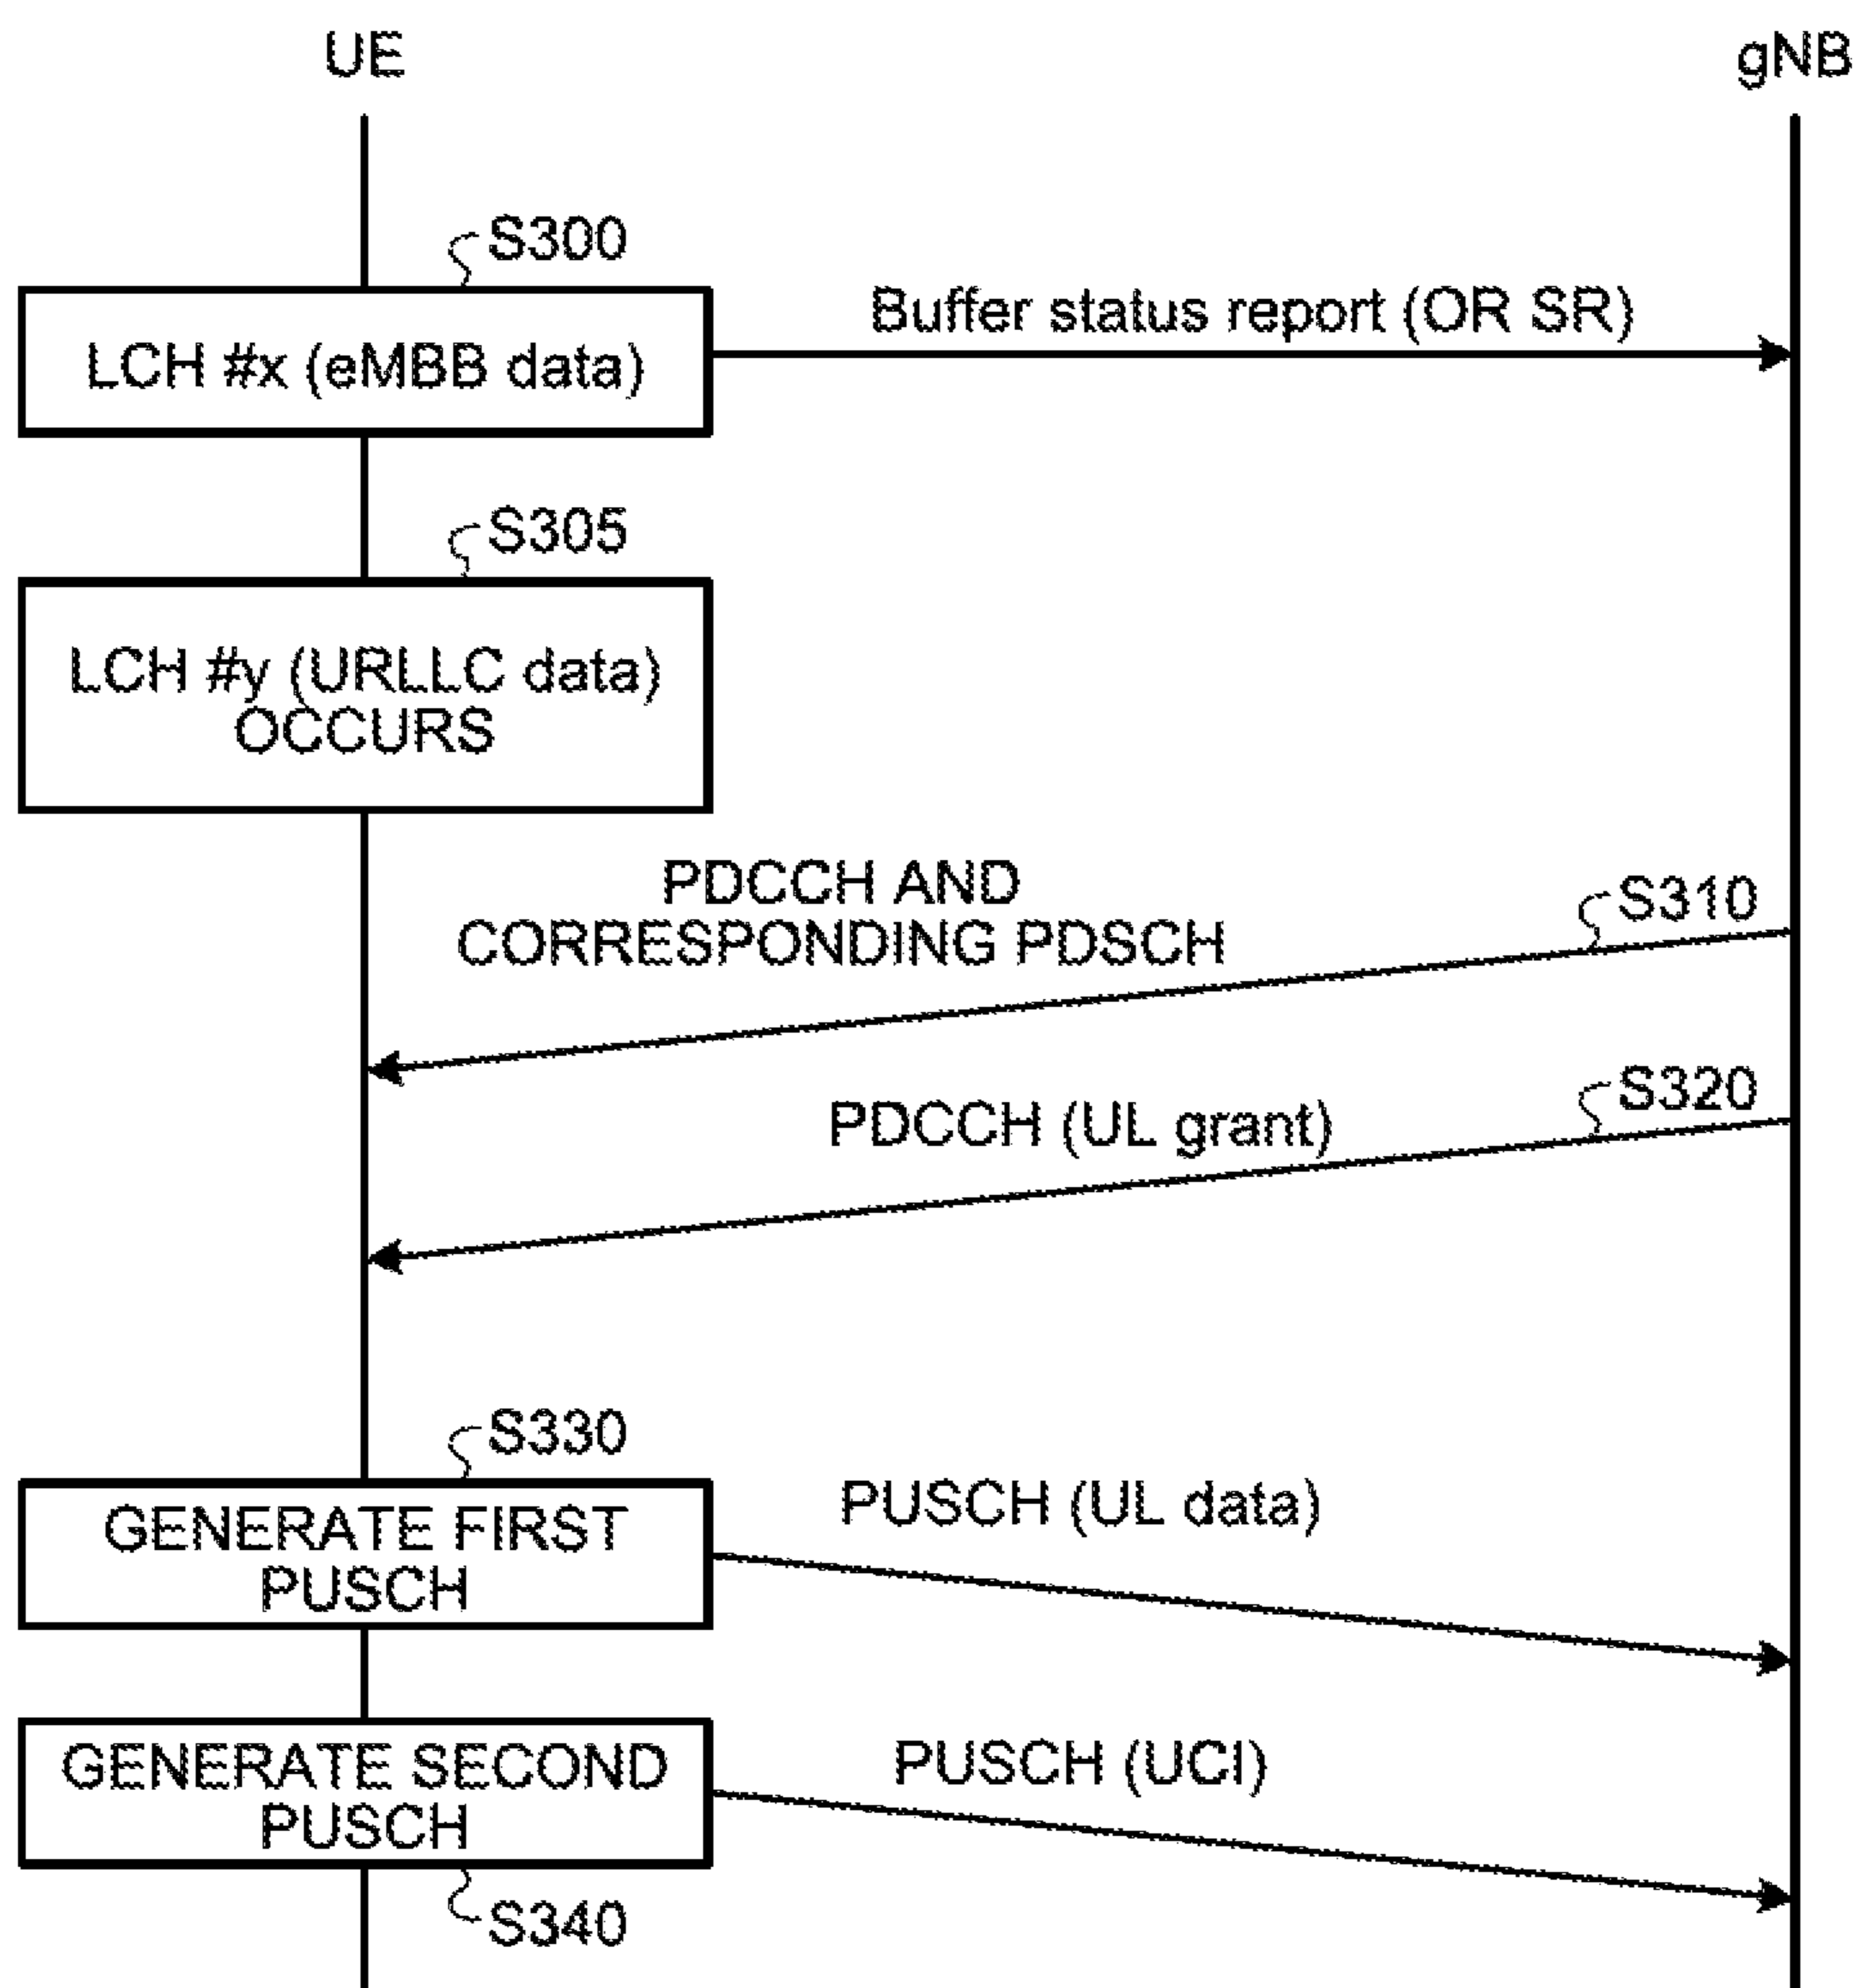 UE
gNB
S300
LCH #x (eMBB data)
Buffer status report (OR SR)
S305
LCH #y (URLLC data)
OCCURS
PDCCH AND
CORRESPONDING PDSCH
S310
PDCCH (UL grant)
S320
S330
GENERATE FIRST
PUSCH
PUSCH (UL data)
GENERATE SECOND
PUSCH
PUSCH (UCI)
S340